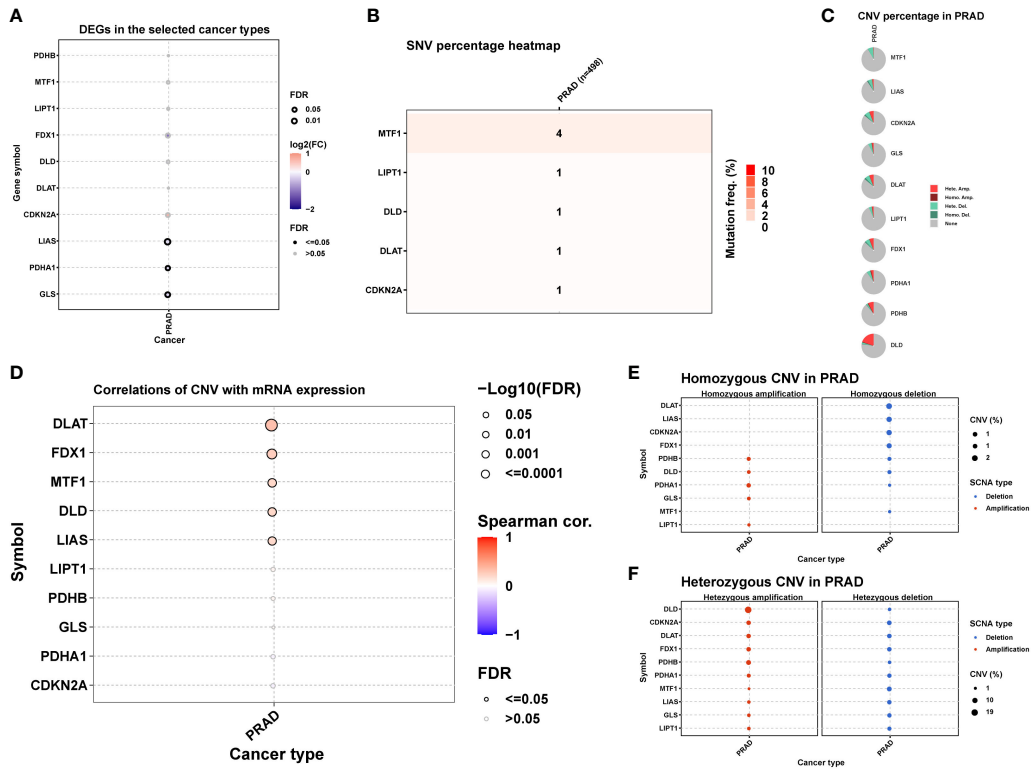 A
DEGs in the selected cancer types
PDHB
MTF1
LIPT1
FDX1
DLD
DLAT
CDKN2A
LIAS
PDHA1
GLS
Gene symbol
PRAD
Cancer
FDR
0.05
0.01
log2(FC)
1
0
−2
FDR
<=0.05
>0.05
B
SNV percentage heatmap
PRAD (n=498)
MTF1 4
LIPT1 1
DLD 1
DLAT 1
CDKN2A 1
Mutation freq. (%)
10
8
6
4
2
0
C
CNV percentage in PRAD
PRAD
MTF1
LIAS
CDKN2A
GLS
DLAT
LIPT1
FDX1
PDHA1
PDHB
DLD
Hete. Amp.
Homo. Amp.
Hete. Del.
Homo. Del.
None
D
Correlations of CNV with mRNA expression
DLAT
FDX1
MTF1
DLD
LIAS
LIPT1
PDHB
GLS
PDHA1
CDKN2A
Symbol
PRAD
Cancer type
−Log10(FDR)
0.05
0.01
0.001
<=0.0001
Spearman cor.
1
0
−1
FDR
<=0.05
>0.05
E
Homozygous CNV in PRAD
Homozygous amplification Homozygous deletion
DLAT
LIAS
CDKN2A
FDX1
PDHB
DLD
PDHA1
GLS
MTF1
LIPT1
Symbol
PRAD PRAD
Cancer type
CNV (%)
1
1
2
SCNA type
Deletion
Amplification
F
Heterozygous CNV in PRAD
Hetezygous amplification Hetezygous deletion
DLD
CDKN2A
DLAT
FDX1
PDHB
PDHA1
MTF1
LIAS
GLS
LIPT1
Symbol
PRAD PRAD
Cancer type
SCNA type
Deletion
Amplification
CNV (%)
1
10
19